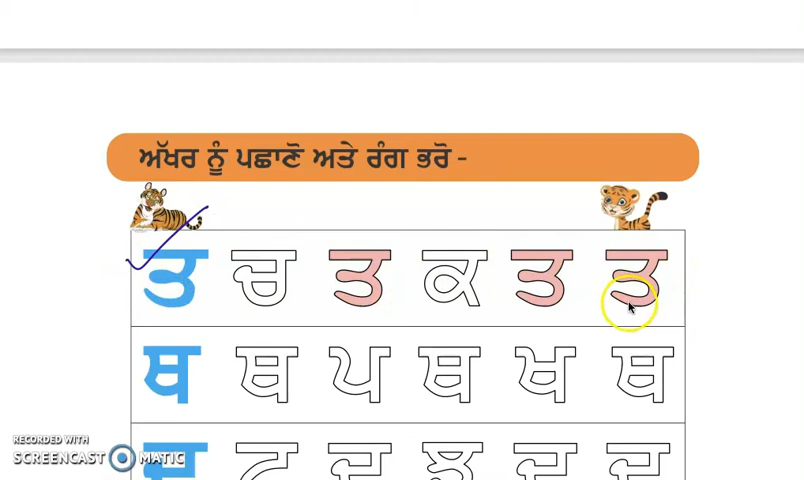 ਅੱਖਰ ਨੂੰ ਪਛਾਣੋ ਅਤੇ ਰੰਗ ਭਰੋ -
ਤ ਚ ਤ ਕ ਤ ਤ
ਥ ਥ ਪ ਥ ਖ ਥ
RECORDED WITH
SCREENCAST MATIC